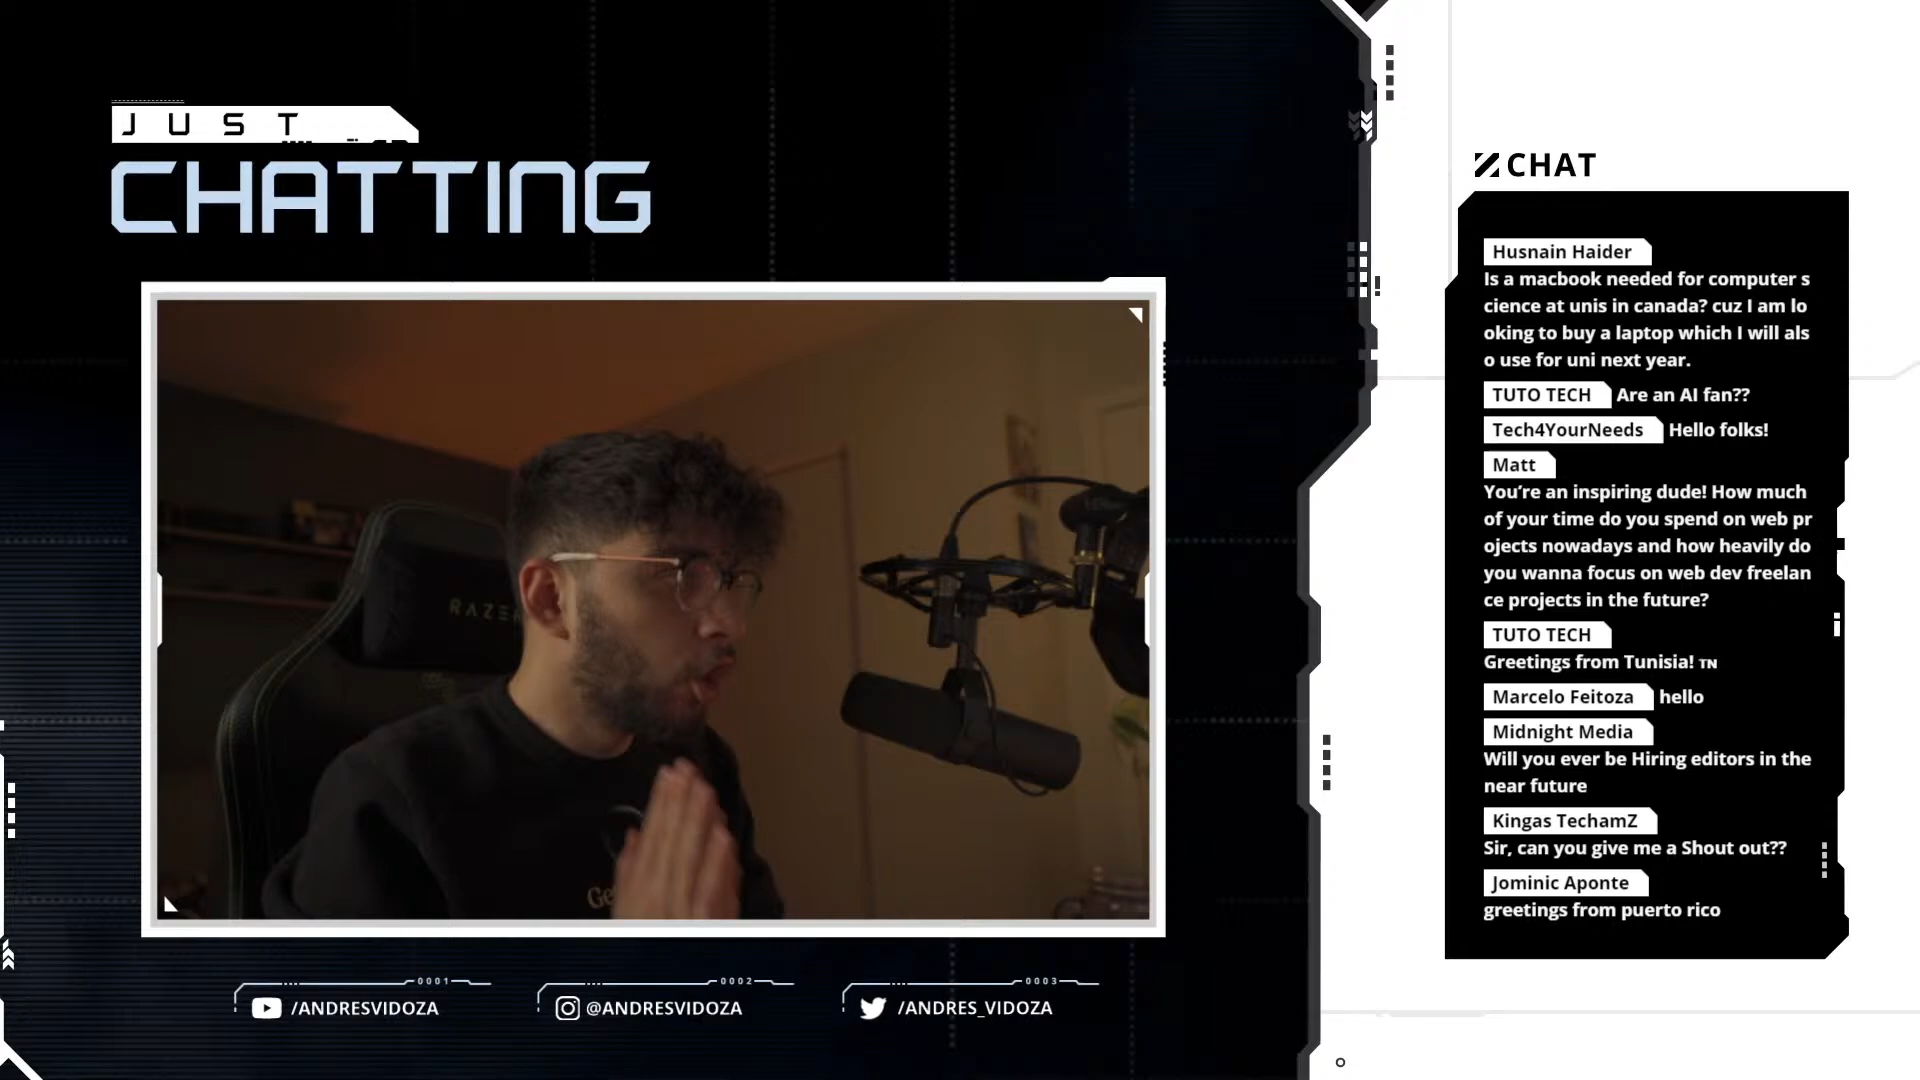 JUST
CHATTING
CHAT
Husnain Haider
Is a macbook needed for computer s
cience at unis in canada? cuz I am lo
oking to buy a laptop which I will als
o use for uni next year.
TUTO TECH Are an AI fan??
Tech4YourNeeds Hello folks!
Matt
You’re an inspiring dude! How much
of your time do you spend on web pr
ojects nowadays and how heavily do
you wanna focus on web dev freelan
ce projects in the future?
TUTO TECH
Greetings from Tunisia! TN
Marcelo Feitoza hello
Midnight Media
Will you ever be Hiring editors in the
near future
Kingas TechamZ
Sir, can you give me a Shout out??
Jominic Aponte
greetings from puerto rico
RAZER
Ge
0001
/ANDRESVIDOZA
0002
@ANDRESVIDOZA
0003
/ANDRES_VIDOZA